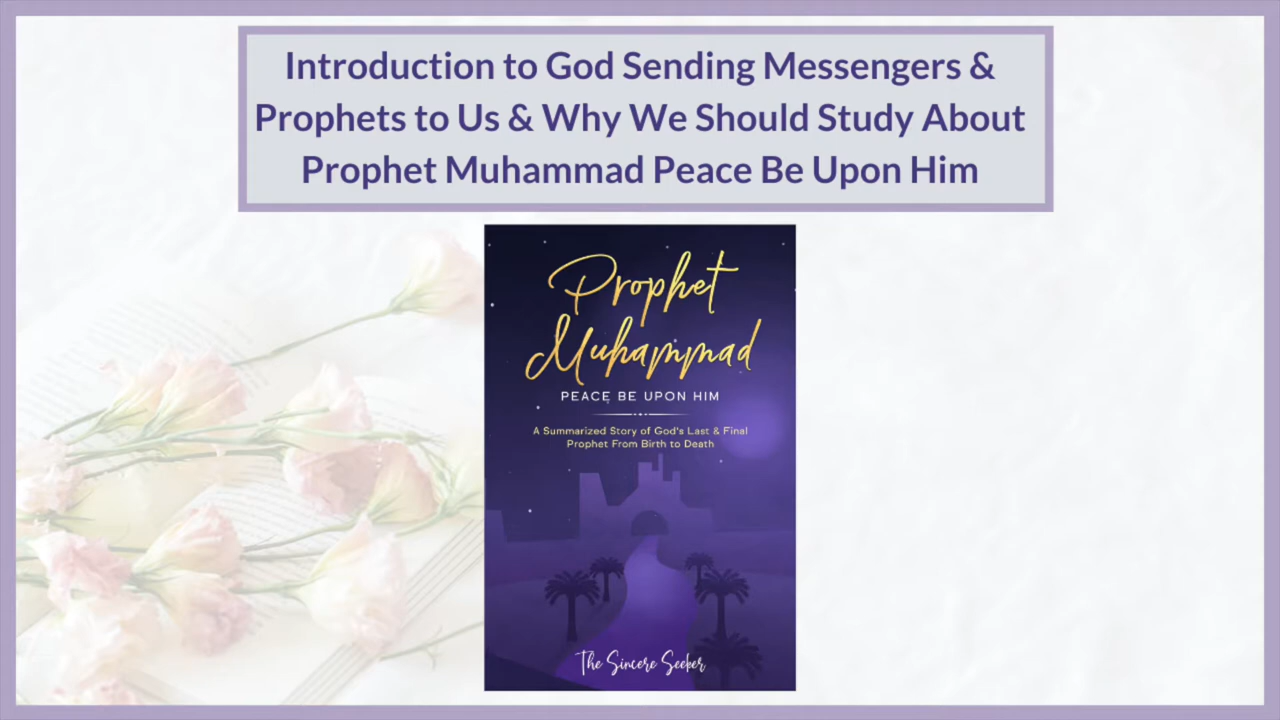 Introduction to God Sending Messengers &
Prophets to Us & Why We Should Study About
Prophet Muhammad Peace Be Upon Him
Prophet
Muhammad
PEACE BE UPON HIM
A Summarized Story of God's Last & Final
Prophet From Birth to Death
The Sincere Seeker